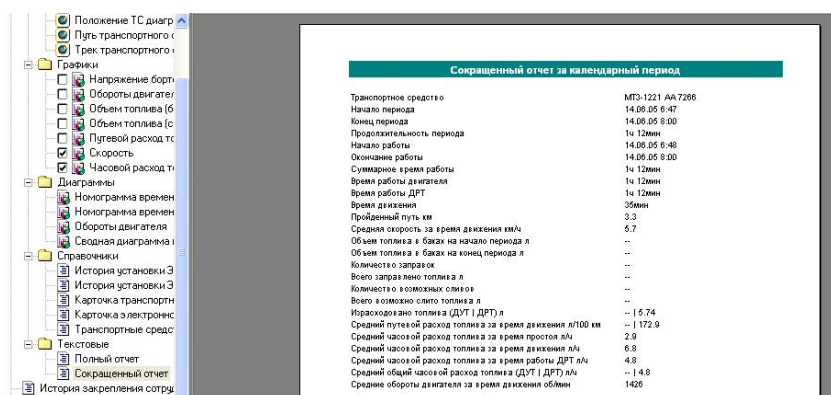 Положение ТС диагр
Путь транспортного
Трек транспортного
Графики
Напряжение борт
Обороты двигател
Объем топлива (б
Объем топлива (с
Путевой расход то
Скорость
Часовой расход т
Диаграммы
Номограмма времен
Номограмма времен
Обороты двигателя
Сводная диаграмма
Справочники
История установки Э
История установки Э
Карточка транспортн
Карточка электронно
Транспортные средс
Текстовые
Полный отчет
Сокращенный отчет
История закрепления сотру
Сокращенный отчет за календарный период
Транспортное средство МТЗ-1221 АА 7266
Начало периода 14.06.05 6:47
Конец периода 14.06.05 8:00
Продолжительность периода 1ч 12мин
Начало работы 14.06.05 6:48
Окончание работы 14.06.05 8:00
Суммарное время работы 1ч 12мин
Время работы двигателя 1ч 12мин
Время работы ДРТ 1ч 12мин
Время движения 35мин
Пройденный путь км 3.3
Средняя скорость за время движения км/ч 5.7
Объем топлива в баках на начало периода л --
Объем топлива в баках на конец периода л --
Количество заправок --
Всего заправлено топлива л --
Количество возможных сливов --
Всего возможно слито топлива л --
Израсходовано топлива (ДУТ | ДРТ) л -- | 5.74
Средний путевой расход топлива за время движения л/100 км -- | 172.9
Средний часовой расход топлива за время простоя л/ч 2.9
Средний часовой расход топлива за время движения л/ч 6.8
Средний часовой расход топлива за время работы ДРТ л/ч 4.8
Средний общий часовой расход топлива (ДУТ | ДРТ) л/ч -- | 4.8
Средние обороты двигателя за время движения об/мин 1426